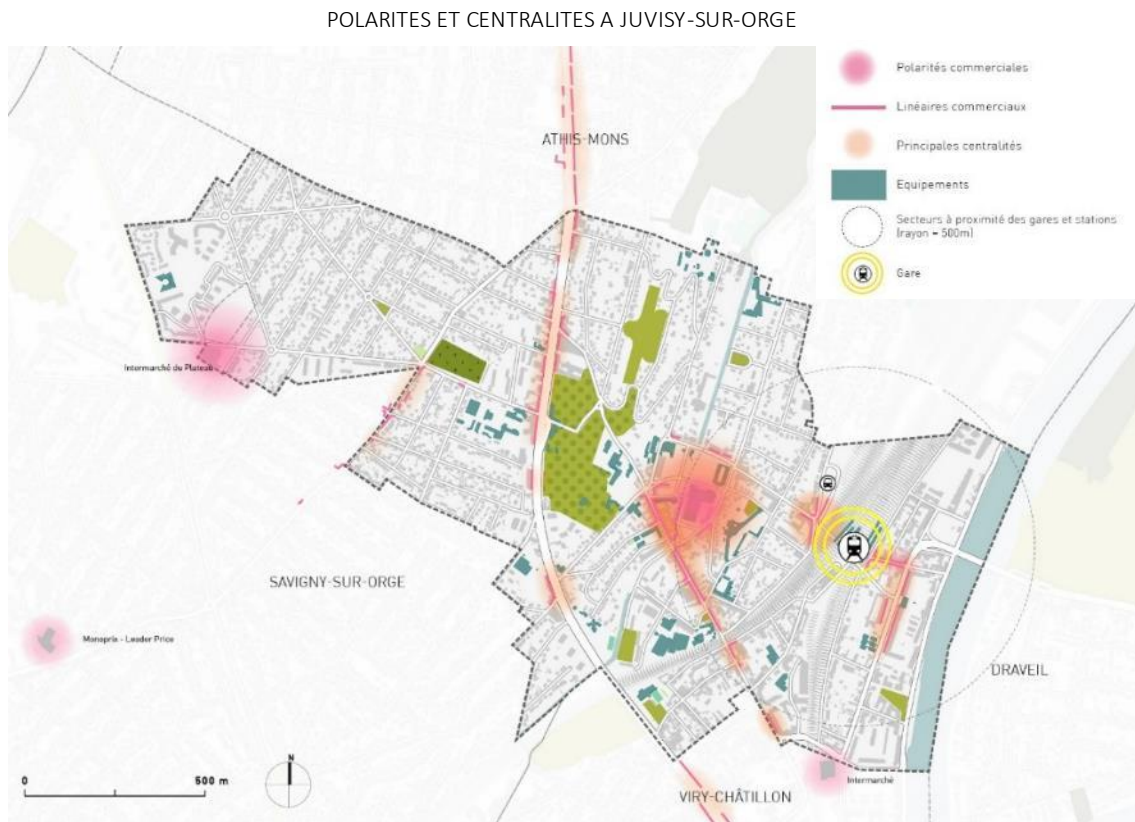 POLARITES ET CENTRALITES A JUVISY-SUR-ORGE
Polarités commerciales
Linéaires commerciaux
Principales centralités
Equipements
Secteurs à proximité des gares et stations
(rayon = 500m)
Gare
ATHIS-MONS
Intermarché du Plateau
SAVIGNY-SUR-ORGE
Monoprix - Leader Price
DRAVEIL
N
0
500 m
Intermarché
VIRY-CHÂTILLON